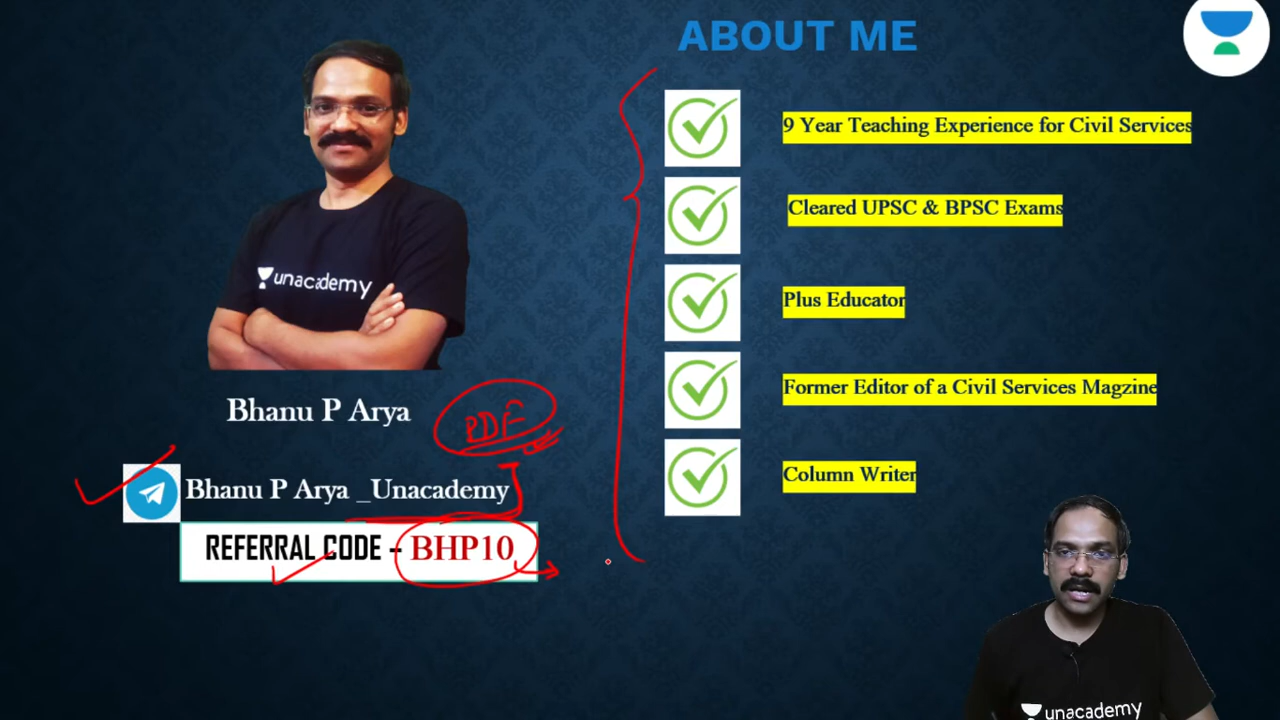 ABOUT ME
9 Year Teaching Experience for Civil Services
Cleared UPSC & BPSC Exams
Plus Educator
Former Editor of a Civil Services Magzine
Column Writer
unacademy
Bhanu P Arya
PDF
Bhanu P Arya _Unacademy
REFERRAL CODE - BHP10
unacademy